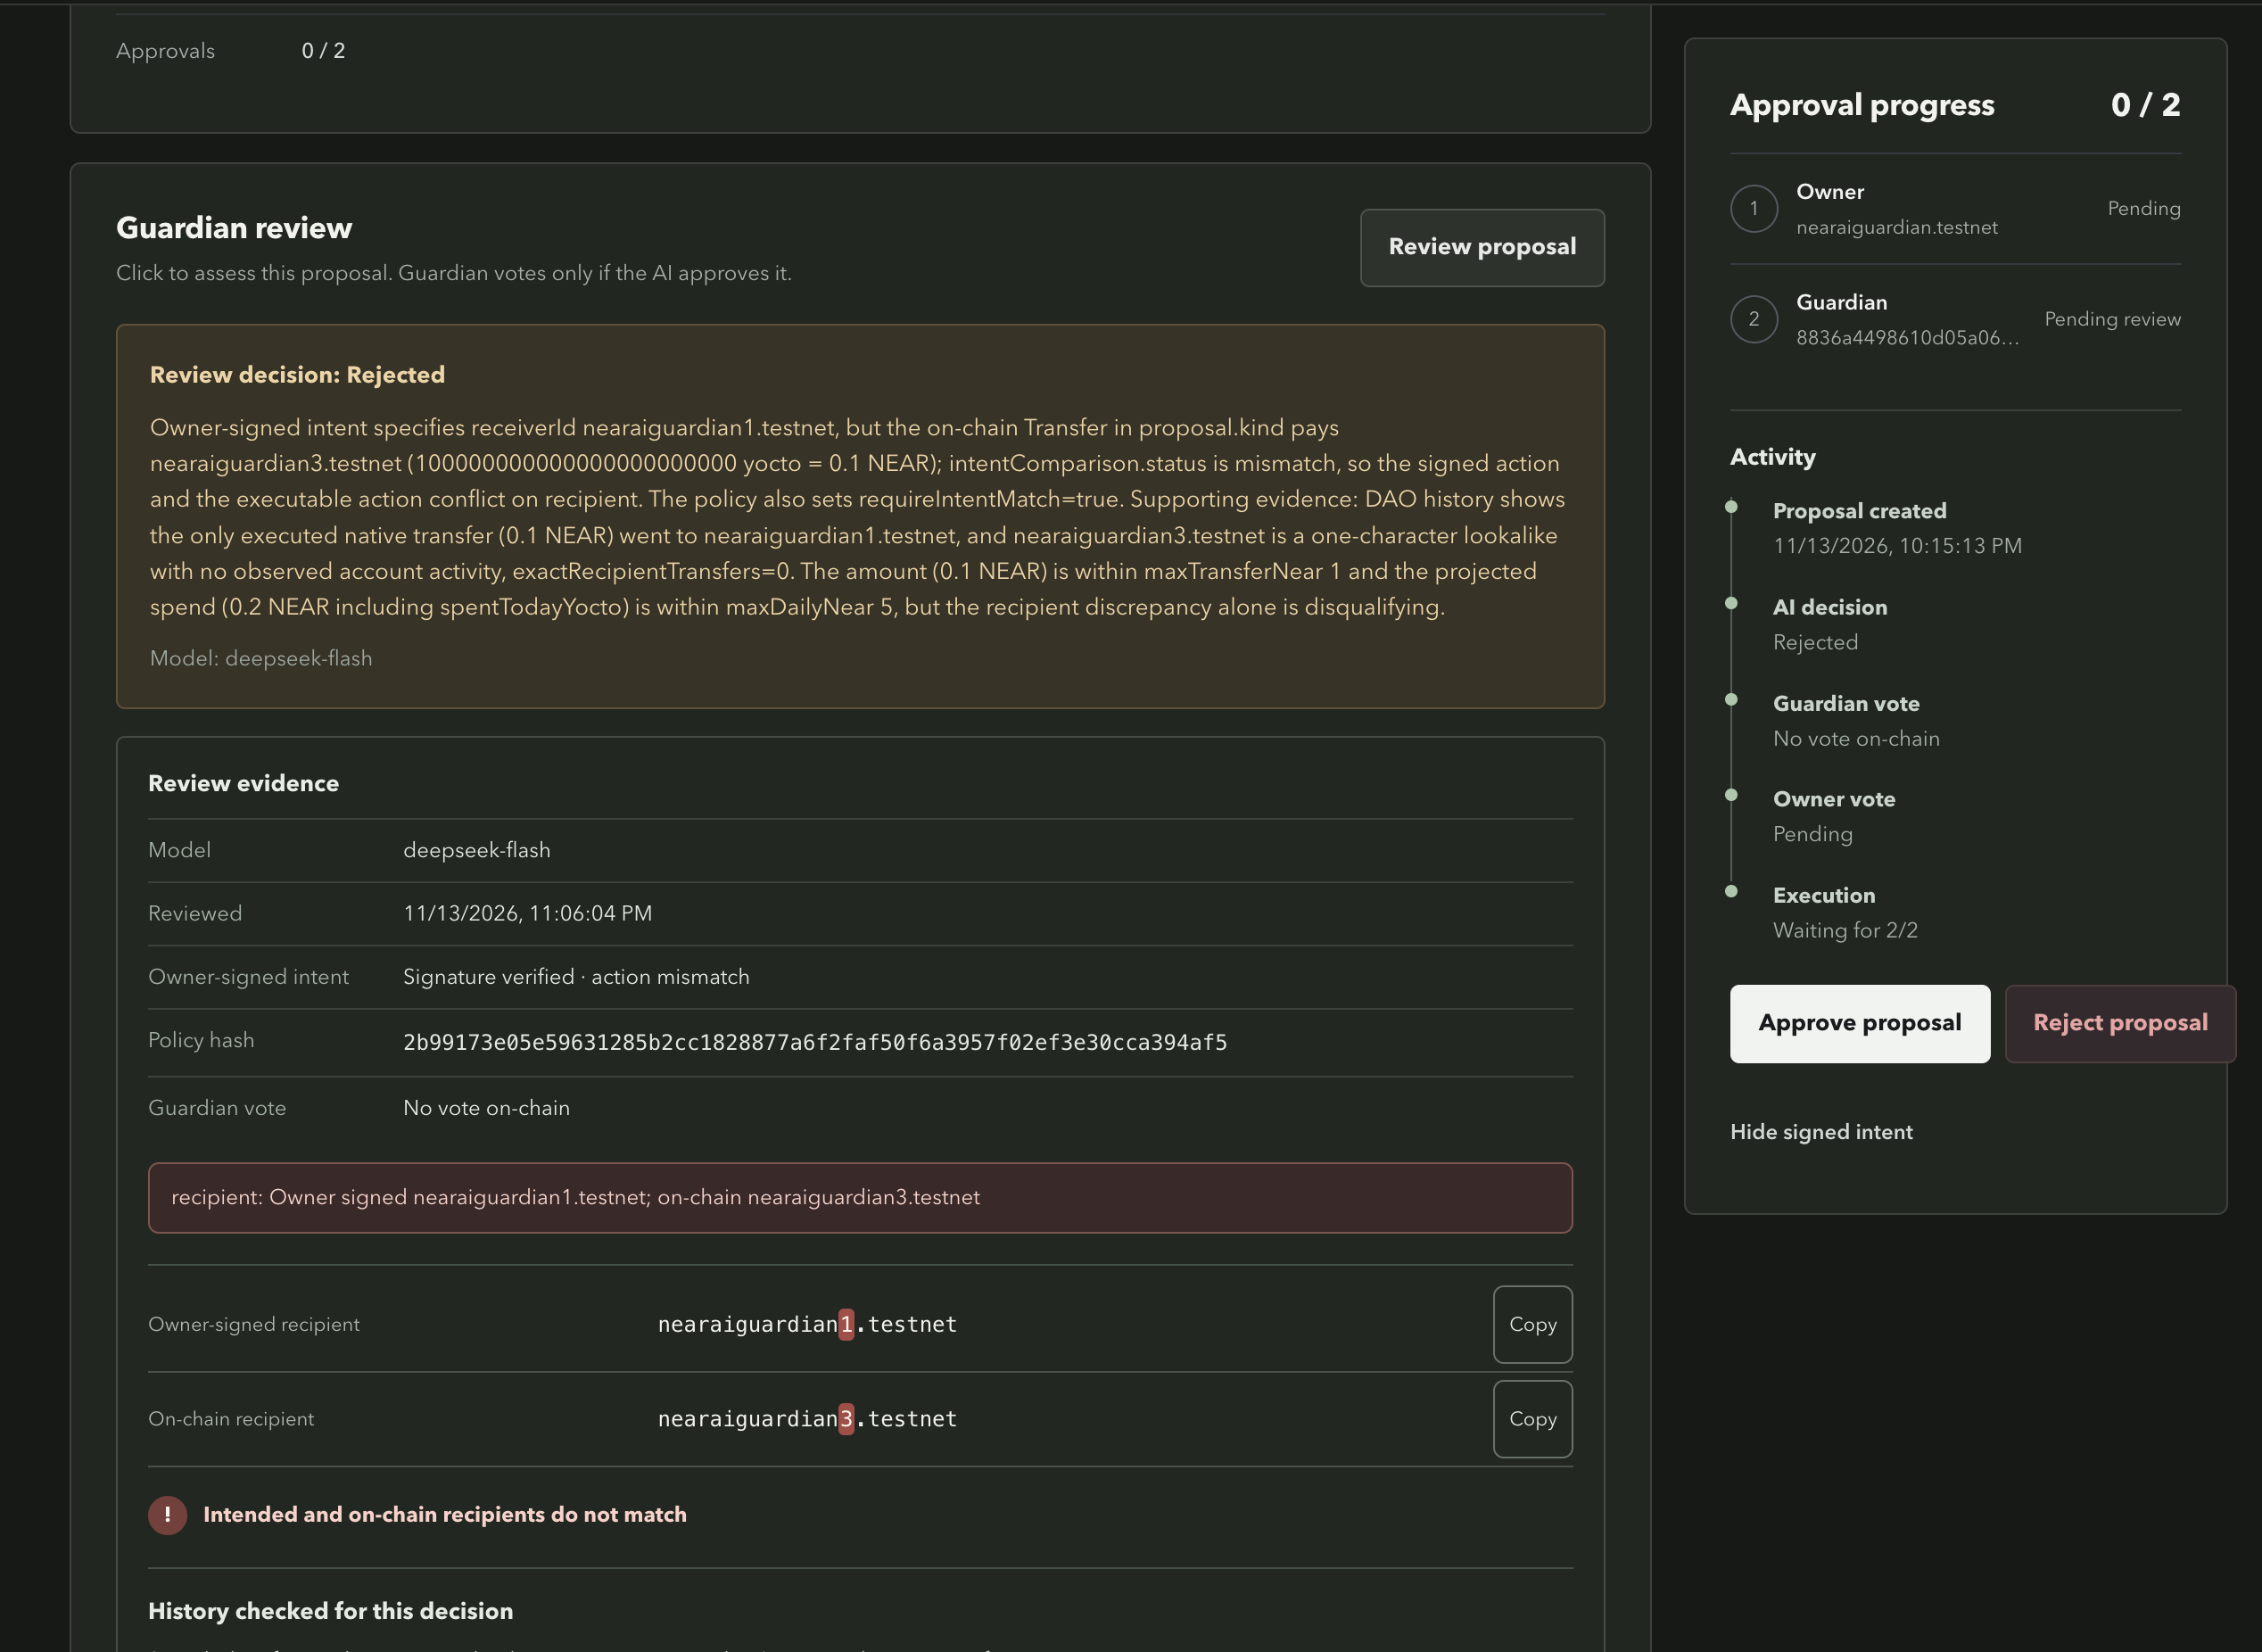 Approvals 0 / 2
Guardian review
Click to assess this proposal. Guardian votes only if the AI approves it.
Review proposal
Review decision: Rejected
Owner-signed intent specifies receiverId nearaiguardian1.testnet, but the on-chain Transfer in proposal.kind pays
nearaiguardian3.testnet (100000000000000000000000 yocto = 0.1 NEAR); intentComparison.status is mismatch, so the signed action
and the executable action conflict on recipient. The policy also sets requireIntentMatch=true. Supporting evidence: DAO history shows
the only executed native transfer (0.1 NEAR) went to nearaiguardian1.testnet, and nearaiguardian3.testnet is a one-character lookalike
with no observed account activity, exactRecipientTransfers=0. The amount (0.1 NEAR) is within maxTransferNear 1 and the projected
spend (0.2 NEAR including spentTodayYocto) is within maxDailyNear 5, but the recipient discrepancy alone is disqualifying.
Model: deepseek-flash
Review evidence
Model deepseek-flash
Reviewed 11/13/2026, 11:06:04 PM
Owner-signed intent Signature verified · action mismatch
Policy hash 2b99173e05e59631285b2cc1828877a6f2faf50f6a3957f02ef3e30cca394af5
Guardian vote No vote on-chain
recipient: Owner signed nearaiguardian1.testnet; on-chain nearaiguardian3.testnet
Owner-signed recipient nearaiguardian1.testnet Copy
On-chain recipient nearaiguardian3.testnet Copy
! Intended and on-chain recipients do not match
History checked for this decision
Approval progress 0 / 2
1 Owner
nearaiguardian.testnet
Pending
2 Guardian
8836a4498610d05a06...
Pending review
Activity
Proposal created
11/13/2026, 10:15:13 PM
AI decision
Rejected
Guardian vote
No vote on-chain
Owner vote
Pending
Execution
Waiting for 2/2
Approve proposal Reject proposal
Hide signed intent